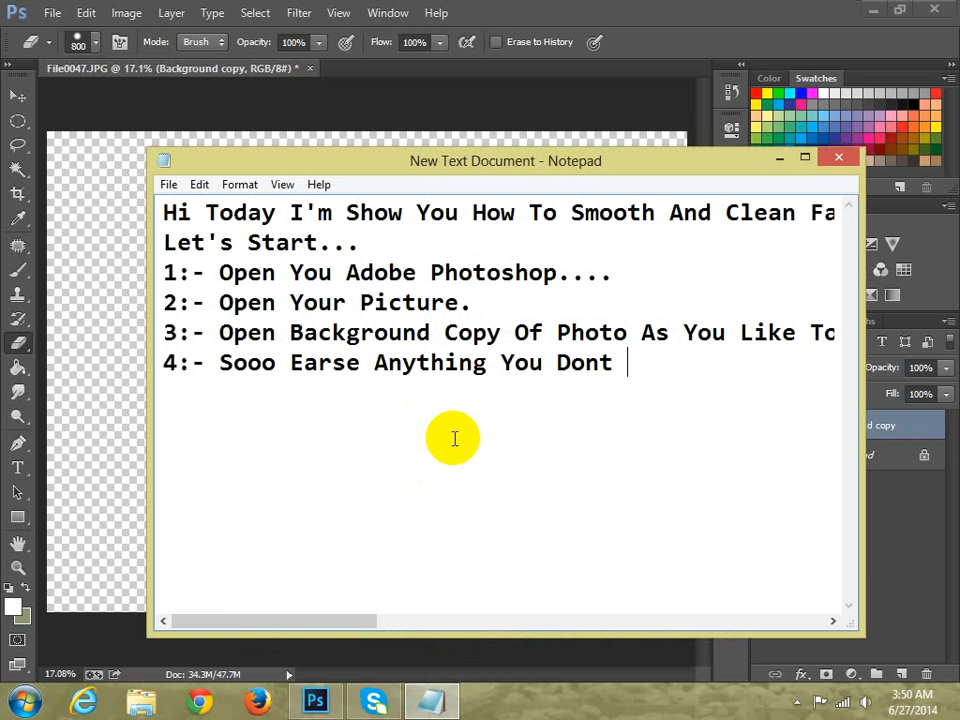 Ps File Edit Image Layer Type Select Filter View Window Help
800 Mode: Brush Opacity: 100% Flow: 100% Erase to History
File0047.JPG @ 17.1% (Background copy, RGB/8#) * ×
Color Swatches
New Text Document - Notepad
File Edit Format View Help
Hi Today I'm Show You How To Smooth And Clean Fa
Let's Start...
1:- Open You Adobe Photoshop....
2:- Open Your Picture.
3:- Open Background Copy Of Photo As You Like To
4:- Sooo Earse Anything You Dont
Opacity: 100%
Fill: 100%
d copy
17.08% Doc: 34.3M/47.7M
Ps
3:50 AM
6/27/2014